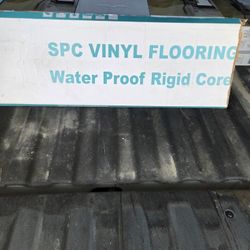 SPC VINYL FLOORING
Water Proof Rigid Core